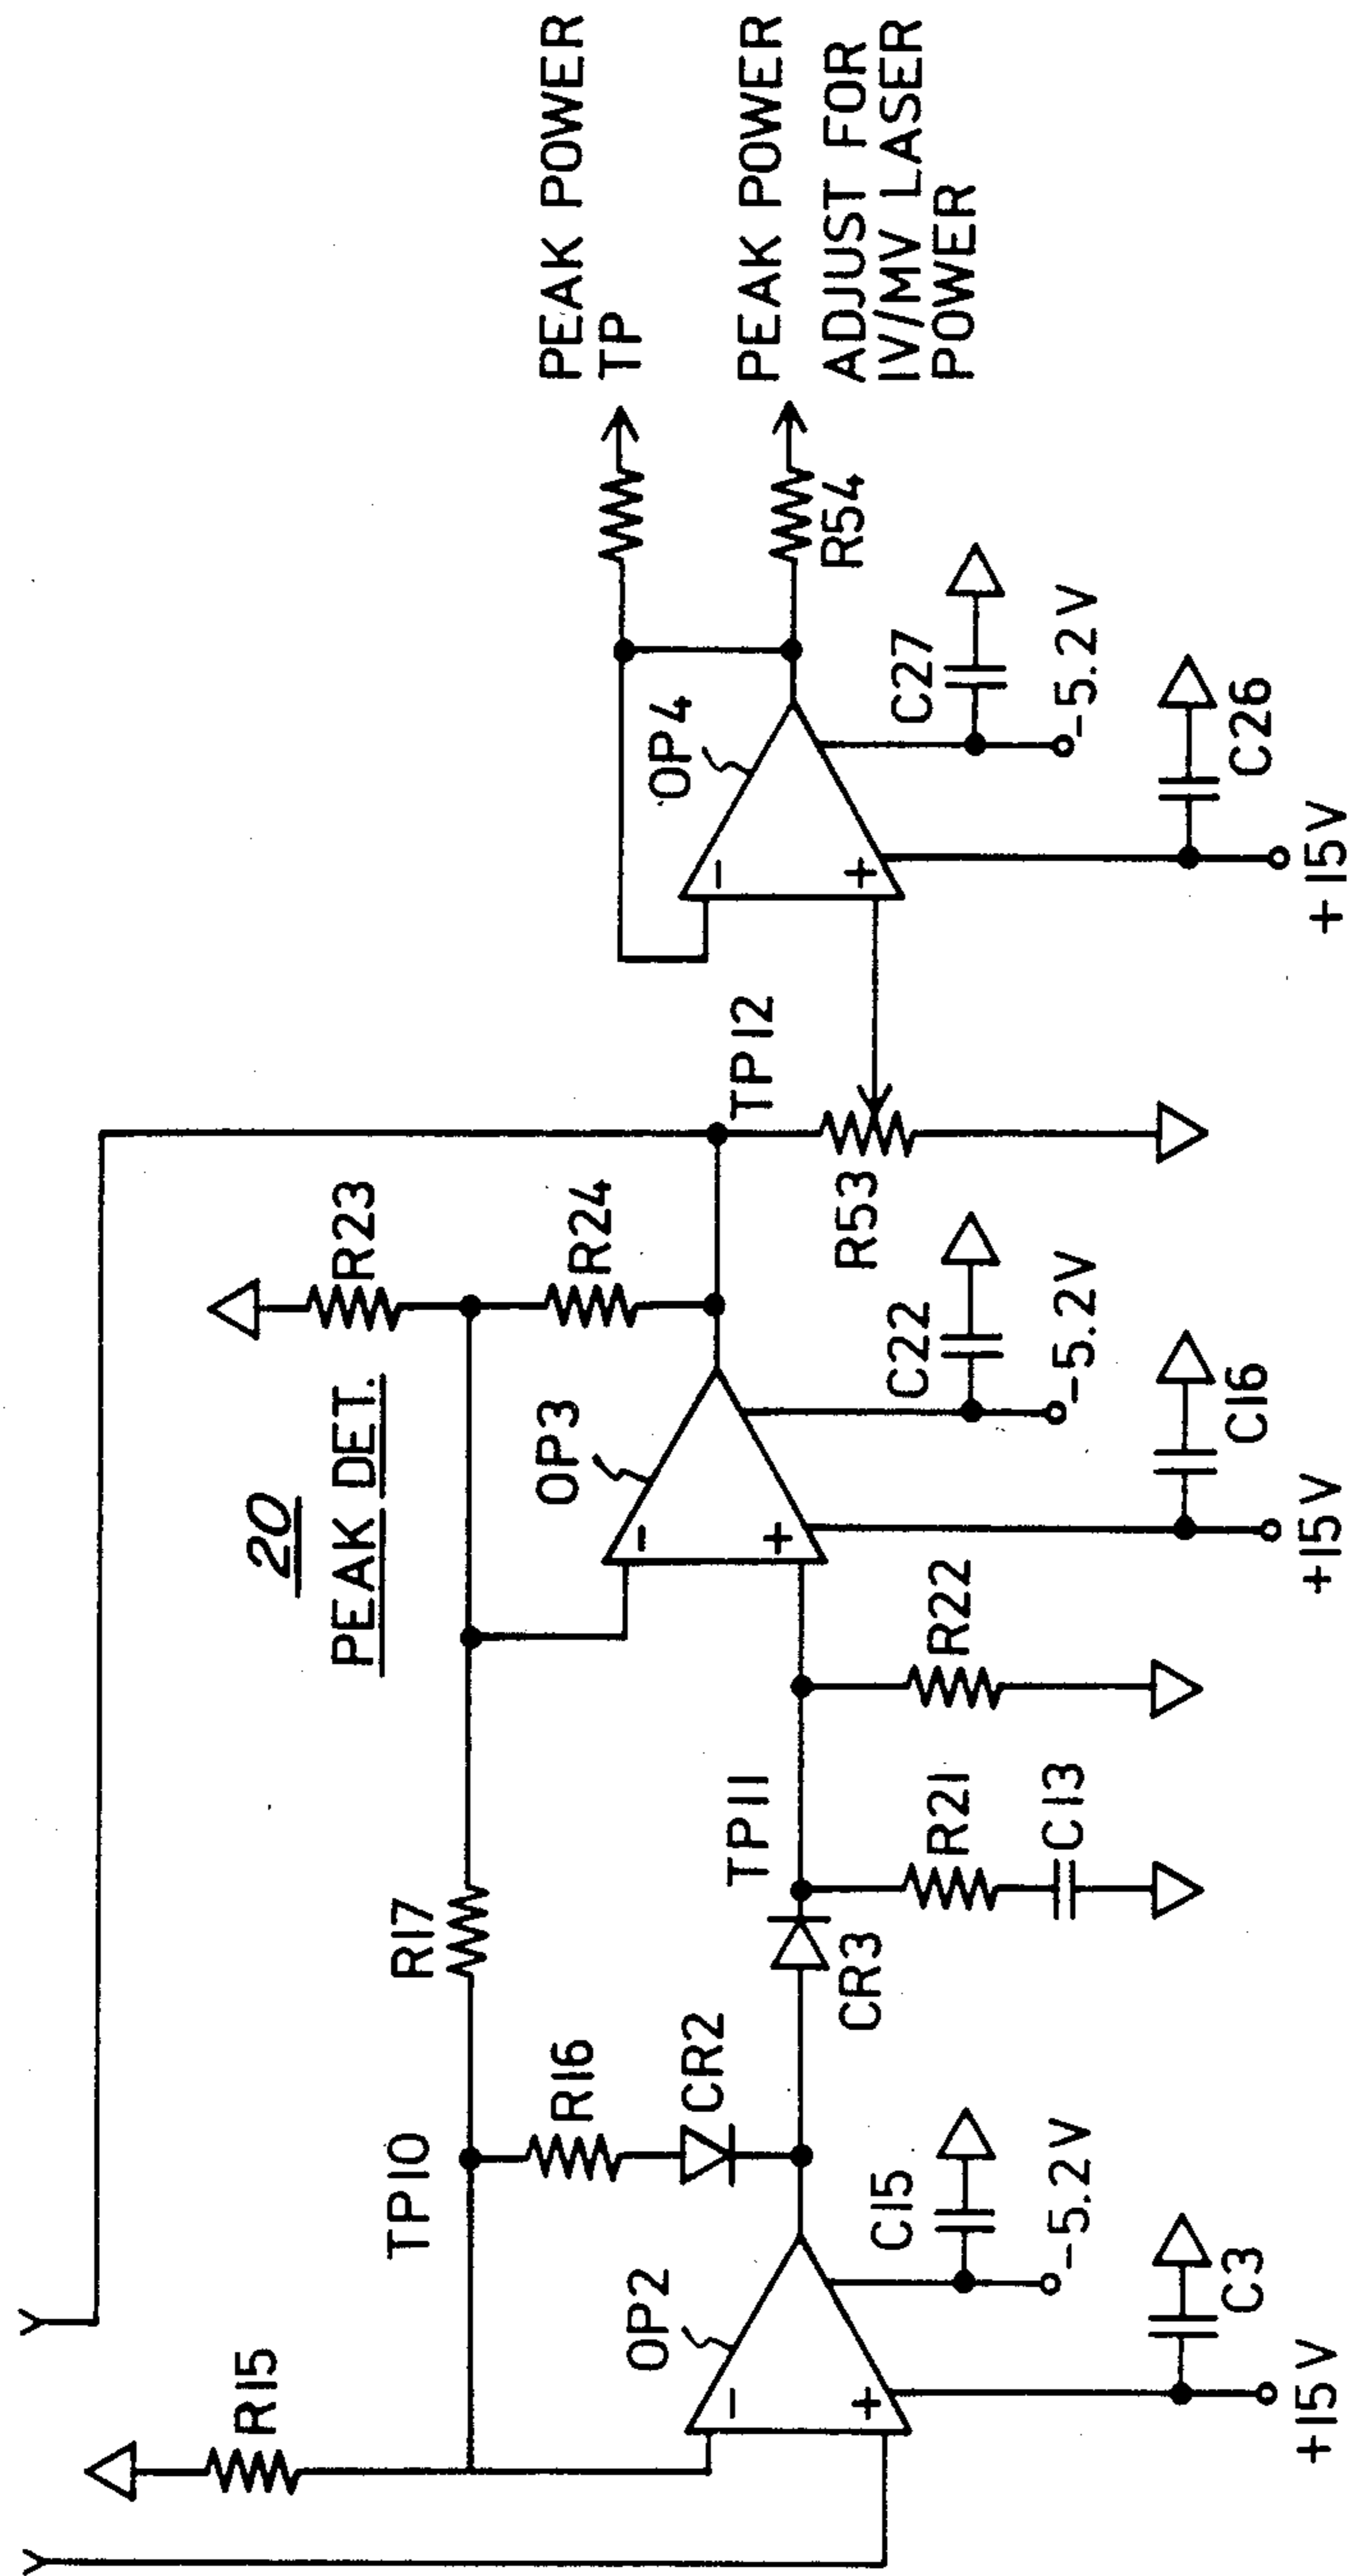 PEAK POWER
TP
PEAK POWER
ADJUST FOR
IV/MV LASER
POWER
R54
OP4
C27
-5.2V
C26
+15V
TP12
R53
R23
R24
20
PEAK DET.
OP3
C22
-5.2V
C16
+15V
R22
R21
C13
TP11
R17
CR3
R16
CR2
TP10
OP2
C15
-5.2V
C3
+15V
R15
-
+
-
+
-
+